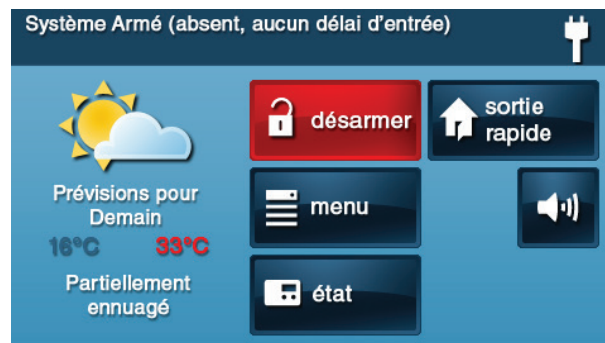 Système Armé (absent, aucun délai d'entrée)
désarmer
sortie
rapide
Prévisions pour
Demain
16°C 33°C
Partiellement
ennuagé
menu
état